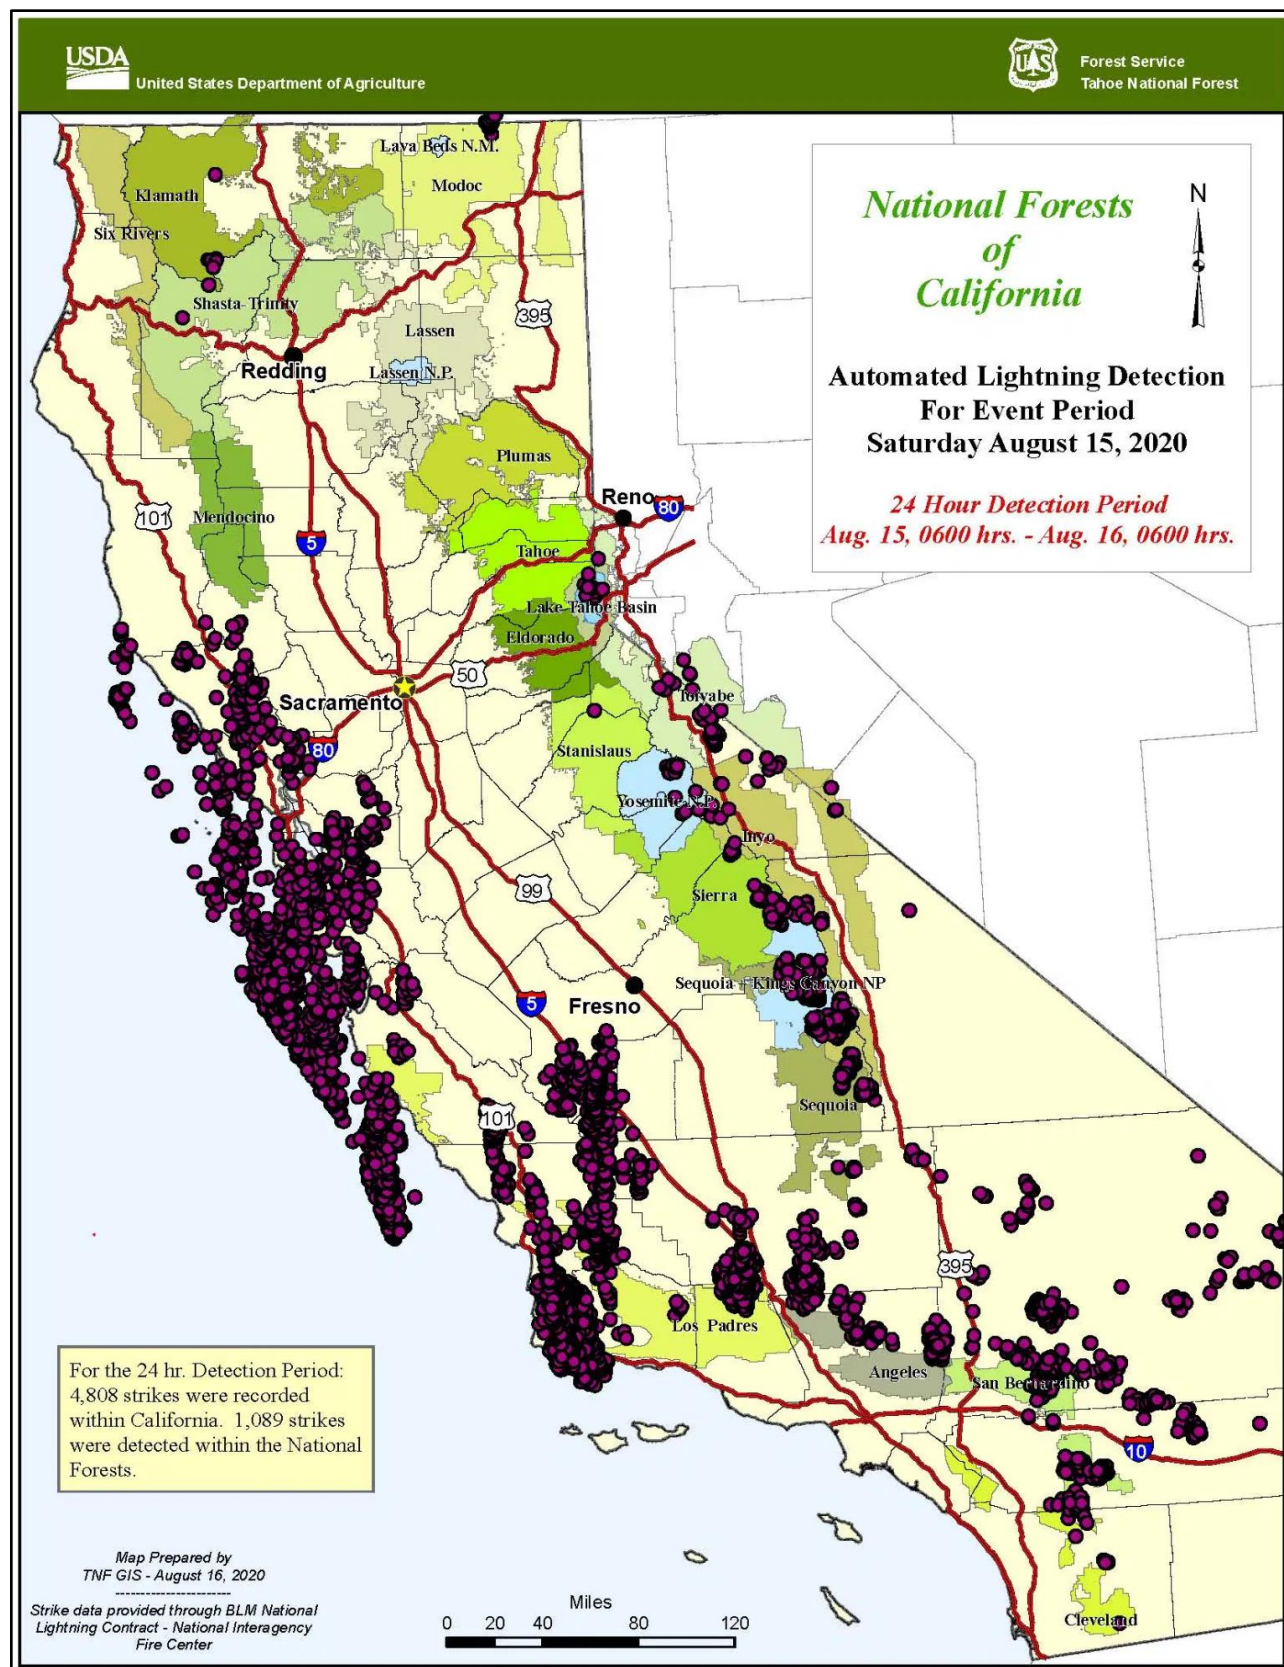 USDA
United States Department of Agriculture
FOREST SERVICE
U S
Forest Service
Tahoe National Forest
National Forests
of
California
N
Automated Lightning Detection
For Event Period
Saturday August 15, 2020
24 Hour Detection Period
Aug. 15, 0600 hrs. - Aug. 16, 0600 hrs.
Lava Beds N.M.
Modoc
Klamath
Six Rivers
Shasta-Trinity
395
Lassen
Redding
Lassen N.P.
Plumas
Reno
80
101
Mendocino
5
Tahoe
Lake Tahoe Basin
Eldorado
50
Sacramento
Toiyabe
80
Stanislaus
Yosemite N.P.
Inyo
99
Sierra
Sequoia - Kings Canyon NP
5
Fresno
101
Sequoia
395
Los Padres
Angeles
San Bernardino
10
Cleveland
For the 24 hr. Detection Period:
4,808 strikes were recorded
within California. 1,089 strikes
were detected within the National
Forests.
Map Prepared by
TNF GIS - August 16, 2020
------------------------
Strike data provided through BLM National
Lightning Contract - National Interagency
Fire Center
Miles
0 20 40 80 120